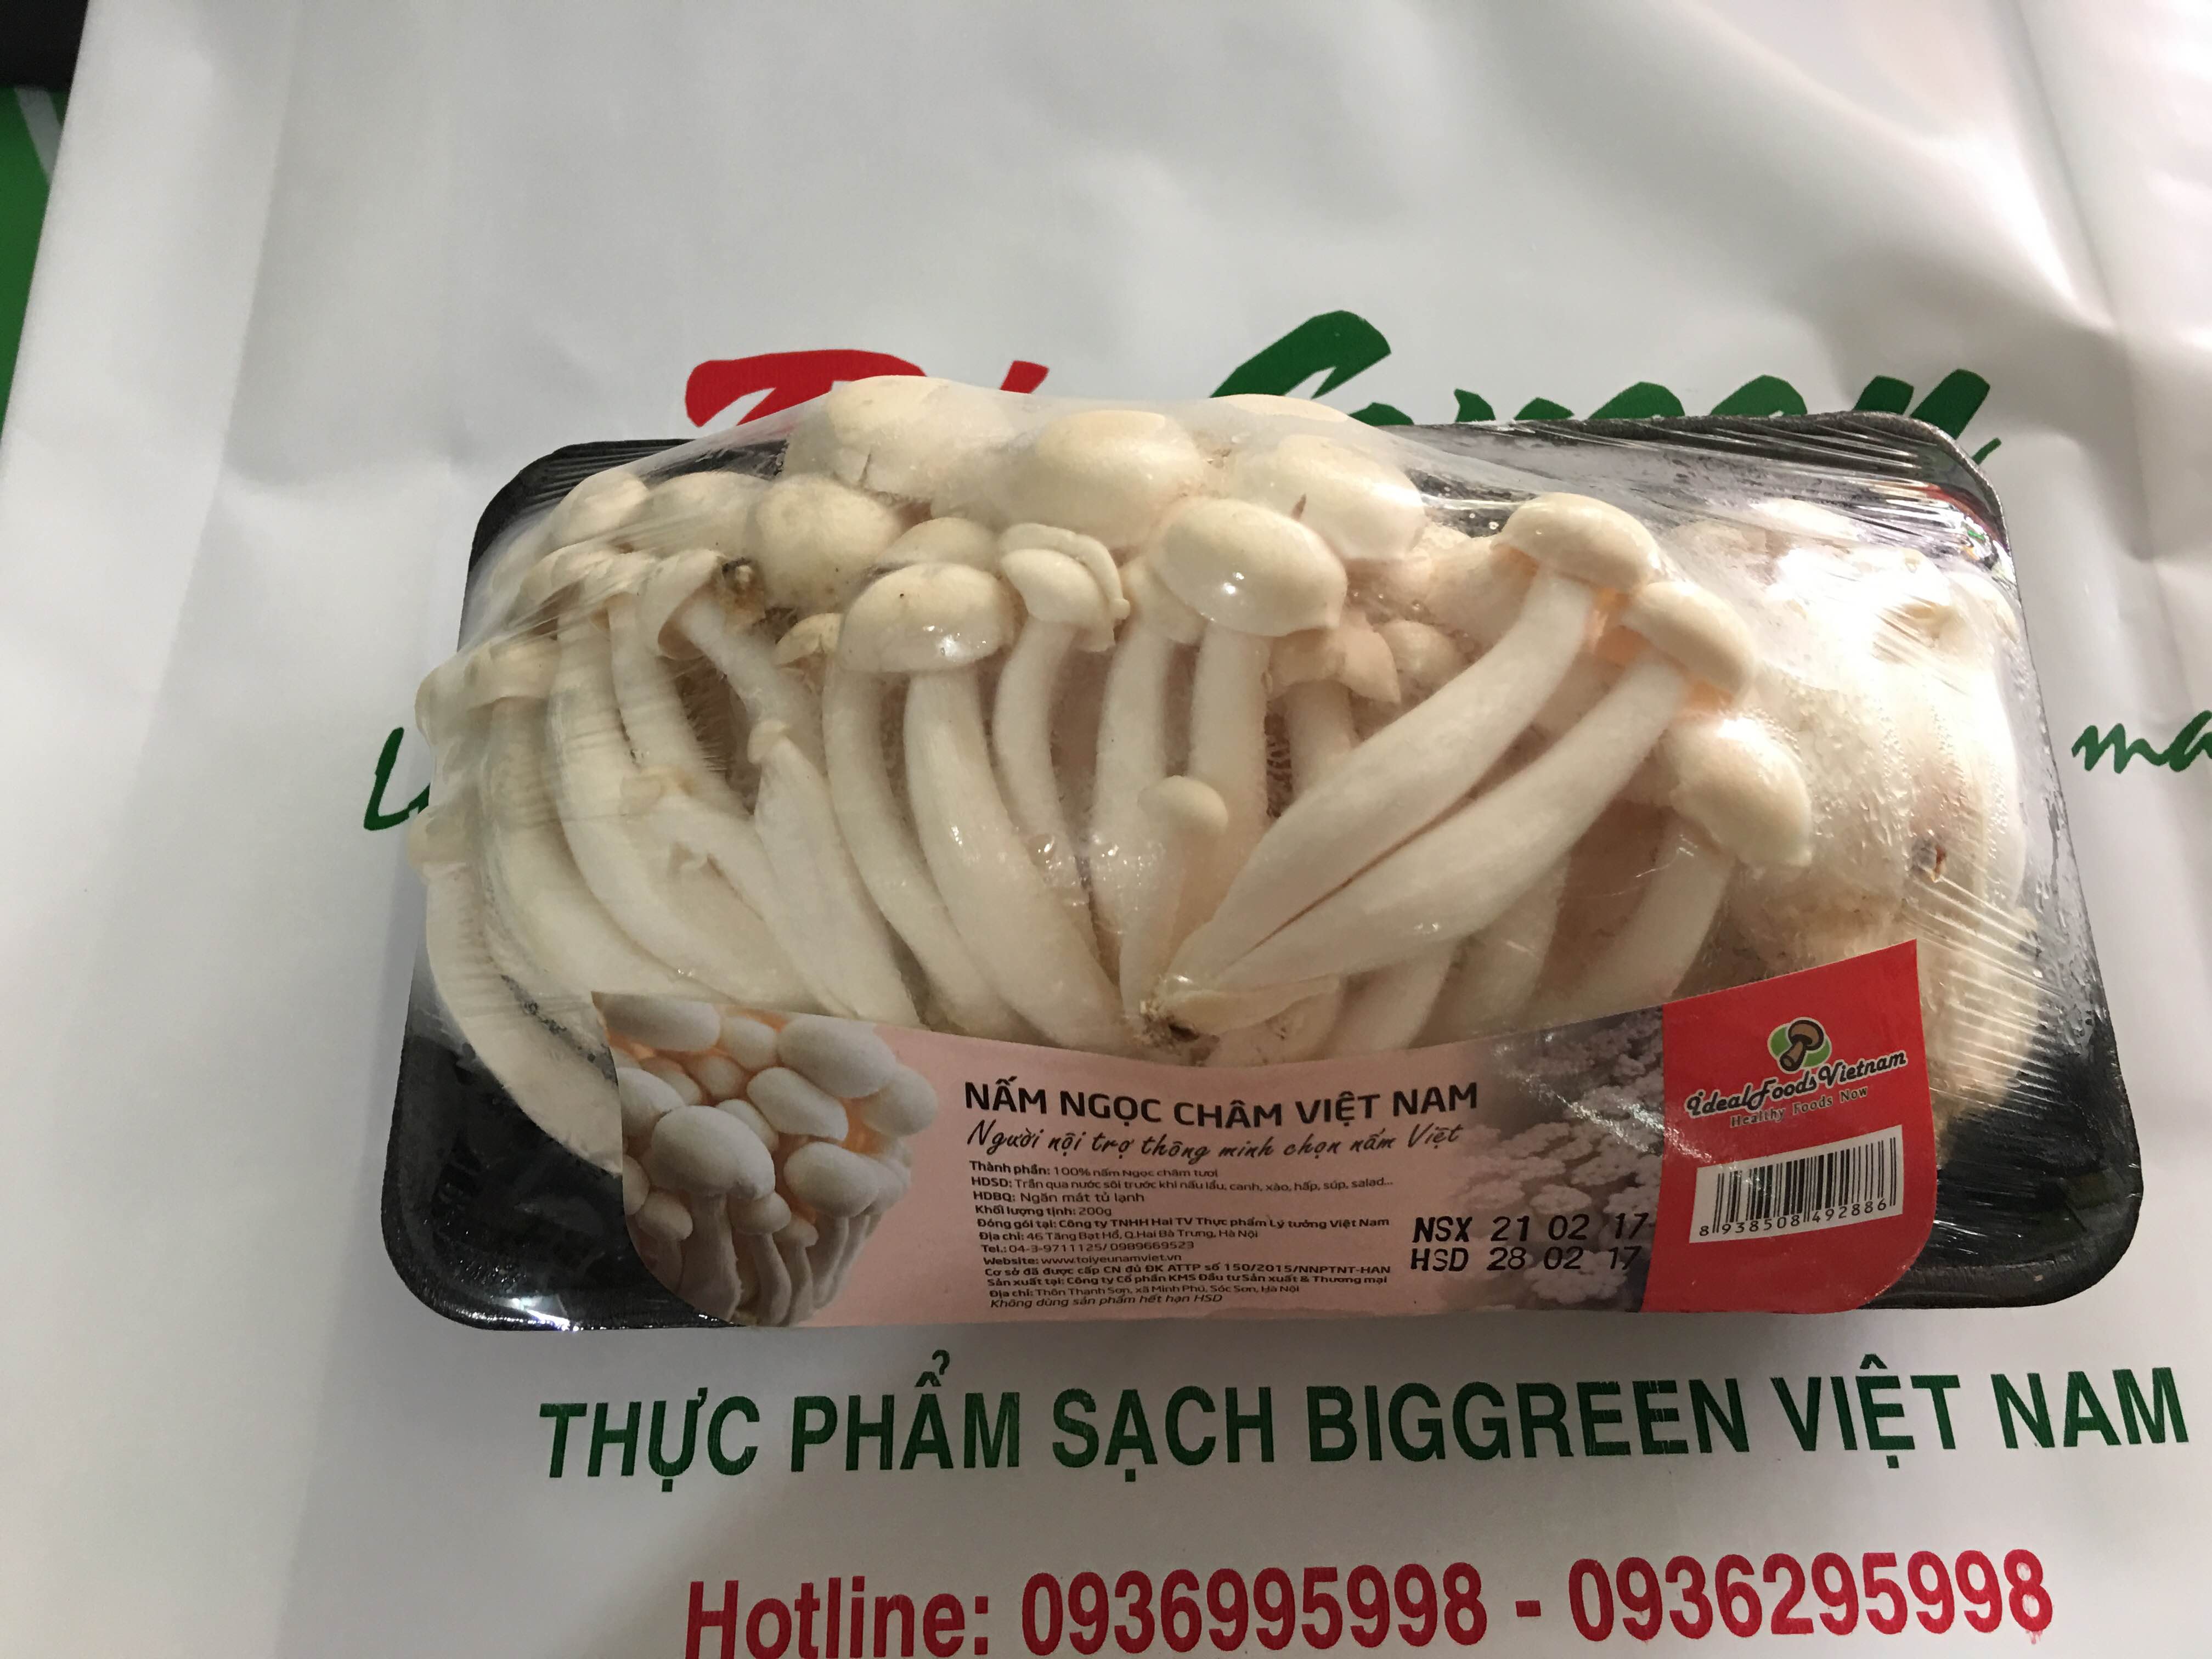 NẤM NGỌC CHÂM VIỆT NAM
Người nội trợ thông minh chọn nấm Việt
Thành phần: 100% nấm Ngọc châm tươi
HDSD: Trần qua nước sôi trước khi nấu lẩu, canh, xào, hấp, súp, salad...
HDBQ: Ngăn mát tủ lạnh
Khối lượng tịnh: 200g
Đóng gói tại: Công ty TNHH Hai TV Thực phẩm Lý tưởng Việt Nam
Địa chỉ: 46 Tăng Bạt Hổ, Q.Hai Bà Trưng, Hà Nội
Tel.: 04-3-9711125/ 0989669523
Website: www.toiyeunamviet.vn
Cơ sở đã được cấp CN đủ ĐK ATTP số 150/2015/NNPTNT-HAN
Sản xuất tại: Công ty Cổ phần KMS Đầu tư Sản xuất & Thương mại
Địa chỉ: Thôn Thanh Sơn, xã Minh Phú, Sóc Sơn, Hà Nội
Không dùng sản phẩm hết hạn HSD
NSX 21 02 17
HSD 28 02 17
IdealFoodsVietnam
Healthy Foods Now
8 938508 492886
THỰC PHẨM SẠCH BIGGREEN VIỆT NAM
Hotline: 0936995998 - 0936295998